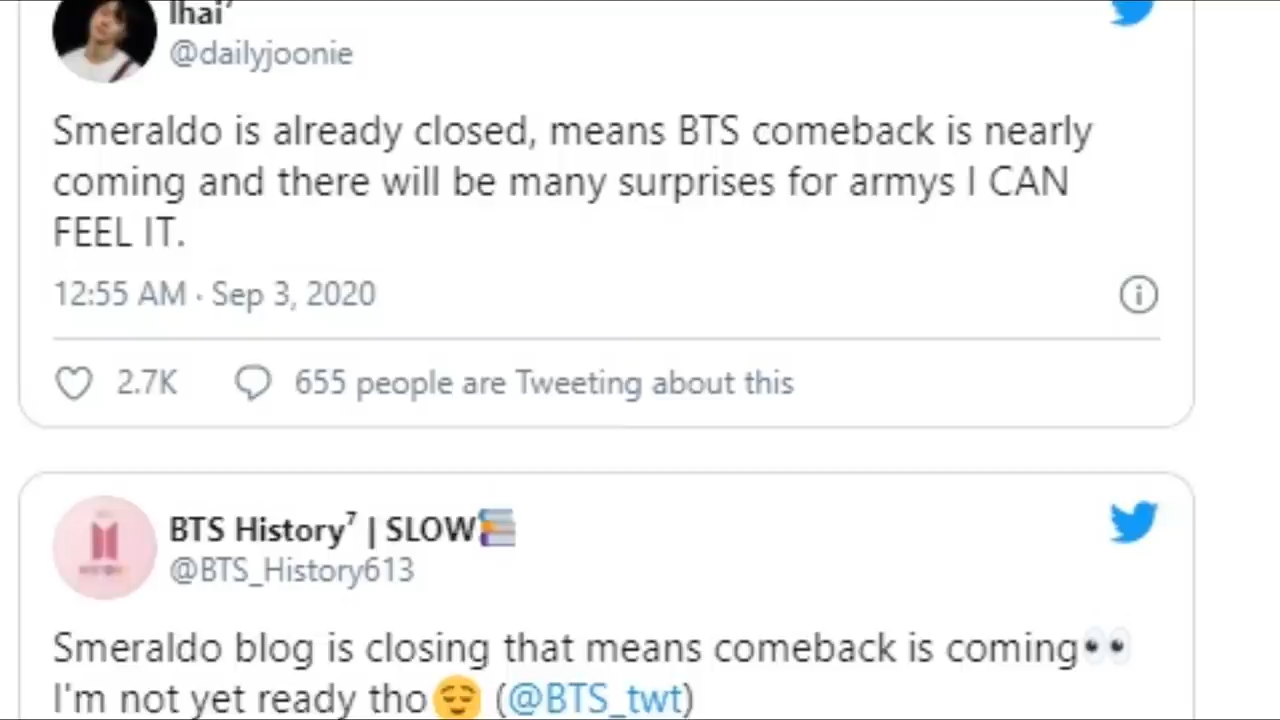 lhai⁷
@dailyjoonie
Smeraldo is already closed, means BTS comeback is nearly
coming and there will be many surprises for armys I CAN
FEEL IT.
12:55 AM · Sep 3, 2020
2.7K 655 people are Tweeting about this
BTS History⁷ | SLOW📚
@BTS_History613
Smeraldo blog is closing that means comeback is coming👀
I'm not yet ready tho😌 (@BTS_twt)